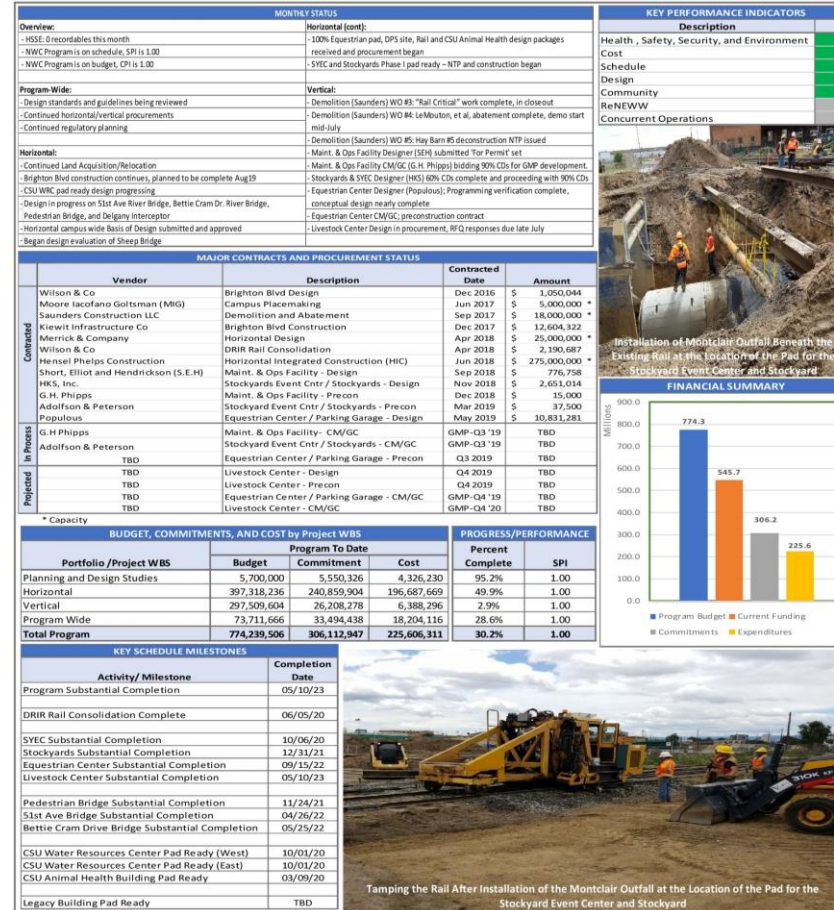 MONTHLY STATUS
Overview:
- HSSE: 0 recordables this month
- NWC Program is on schedule, SPI is 1.00
- NWC Program is on budget, CPI is 1.00
Program-Wide:
- Design standards and guidelines being reviewed
- Continued horizontal/vertical procurements
- Continued regulatory planning
Horizontal:
- Continued Land Acquisition/Relocation
- Brighton Blvd construction continues, planned to be complete Aug19
- CSU WRC pad ready design progressing
- Design in progress on 51st Ave River Bridge, Bettie Cram Dr. River Bridge,
Pedestrian Bridge, and Delgany Interceptor
- Horizontal campus wide Basis of Design submitted and approved
- Began design evaluation of Sheep Bridge
Horizontal (cont):
- 100% Equestrian pad, DPS site, Rail and CSU Animal Health design packages
received and procurement began
- SYEC and Stockyards Phase I pad ready – NTP and construction began
Vertical:
- Demolition (Saunders) WO #3: "Rail Critical" work complete, in closeout
- Demolition (Saunders) WO #4: LeMouton, et al, abatement complete, demo start
mid-July
- Demolition (Saunders) WO #5: Hay Barn #5 deconstruction NTP issued
- Maint. & Ops Facility Designer (SEH) submitted 'For Permit' set
- Maint. & Ops Facility CM/GC (G.H. Phipps) bidding 90% CDs for GMP development.
- Stockyards & SYEC Designer (HKS) 60% CDs complete and proceeding with 90% CDs
- Equestrian Center Designer (Populous); Programming verification complete,
conceptual design nearly complete
- Equestrian Center CM/GC; preconstruction contract
- Livestock Center Design in procurement, RFQ responses due late July
KEY PERFORMANCE INDICATORS
Description
Health , Safety, Security, and Environment
Cost
Schedule
Design
Community
ReNEWW
Concurrent Operations
Installation of Montclair Outfall Beneath the
Existing Rail at the Location of the Pad for the
Stockyard Event Center and Stockyard
MAJOR CONTRACTS AND PROCUREMENT STATUS
Vendor Description Contracted Date Amount
Contracted
Wilson & Co Brighton Blvd Design Dec 2016 $ 1,050,044
Moore Iacofano Goltsman (MIG) Campus Placemaking Jun 2017 $ 5,000,000 *
Saunders Construction LLC Demolition and Abatement Sep 2017 $ 18,000,000 *
Kiewit Infrastructure Co Brighton Blvd Construction Dec 2017 $ 12,604,322
Merrick & Company Horizontal Design Apr 2018 $ 25,000,000 *
Wilson & Co DRIR Rail Consolidation Apr 2018 $ 2,190,687
Hensel Phelps Construction Horizontal Integrated Construction (HIC) Jun 2018 $ 275,000,000 *
Short, Elliot and Hendrickson (S.E.H) Maint. & Ops Facility - Design Sep 2018 $ 776,758
HKS, Inc. Stockyards Event Cntr / Stockyards - Design Nov 2018 $ 2,651,014
G.H. Phipps Maint. & Ops Facility - Precon Dec 2018 $ 15,000
Adolfson & Peterson Stockyard Event Cntr / Stockyards - Precon Mar 2019 $ 37,500
Populous Equestrian Center / Parking Garage - Design May 2019 $ 10,831,281
In Process
G.H Phipps Maint. & Ops Facility- CM/GC GMP-Q3 '19 TBD
Adolfson & Peterson Stockyard Event Cntr / Stockyards - CM/GC GMP-Q3 '19 TBD
TBD Equestrian Center / Parking Garage - Precon Q3 2019 TBD
Projected
TBD Livestock Center - Design Q4 2019 TBD
TBD Livestock Center - Precon Q4 2019 TBD
TBD Equestrian Center / Parking Garage - CM/GC GMP-Q4 '19 TBD
TBD Livestock Center - CM/GC GMP-Q4 '20 TBD
* Capacity
FINANCIAL SUMMARY
Millions
900.0
800.0
700.0
600.0
500.0
400.0
300.0
200.0
100.0
0.0
774.3
545.7
306.2
225.6
Program Budget Current Funding
Commitments Expenditures
BUDGET, COMMITMENTS, AND COST by Project WBS
PROGRESS/PERFORMANCE
Program To Date
Portfolio /Project WBS Budget Commitment Cost Percent Complete SPI
Planning and Design Studies 5,700,000 5,550,326 4,326,230 95.2% 1.00
Horizontal 397,318,236 240,859,904 196,687,669 49.9% 1.00
Vertical 297,509,604 26,208,278 6,388,296 2.9% 1.00
Program Wide 73,711,666 33,494,438 18,204,116 28.6% 1.00
Total Program 774,239,506 306,112,947 225,606,311 30.2% 1.00
KEY SCHEDULE MILESTONES
Activity/ Milestone Completion Date
Program Substantial Completion 05/10/23
DRIR Rail Consolidation Complete 06/05/20
SYEC Substantial Completion 10/06/20
Stockyards Substantial Completion 12/31/21
Equestrian Center Substantial Completion 09/15/22
Livestock Center Substantial Completion 05/10/23
Pedestrian Bridge Substantial Completion 11/24/21
51st Ave Bridge Substantial Completion 04/26/22
Bettie Cram Drive Bridge Substantial Completion 05/25/22
CSU Water Resources Center Pad Ready (West) 10/01/20
CSU Water Resources Center Pad Ready (East) 10/01/20
CSU Animal Health Building Pad Ready 03/09/20
Legacy Building Pad Ready TBD
310K
Tamping the Rail After Installation of the Montclair Outfall at the Location of the Pad for the
Stockyard Event Center and Stockyard